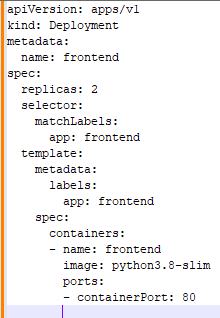 apiVersion: apps/v1
kind: Deployment
metadata:
  name: frontend
spec:
  replicas: 2
  selector:
    matchLabels:
      app: frontend
  template:
    metadata:
      labels:
        app: frontend
    spec:
      containers:
      - name: frontend
        image: python3.8-slim
        ports:
        - containerPort: 80